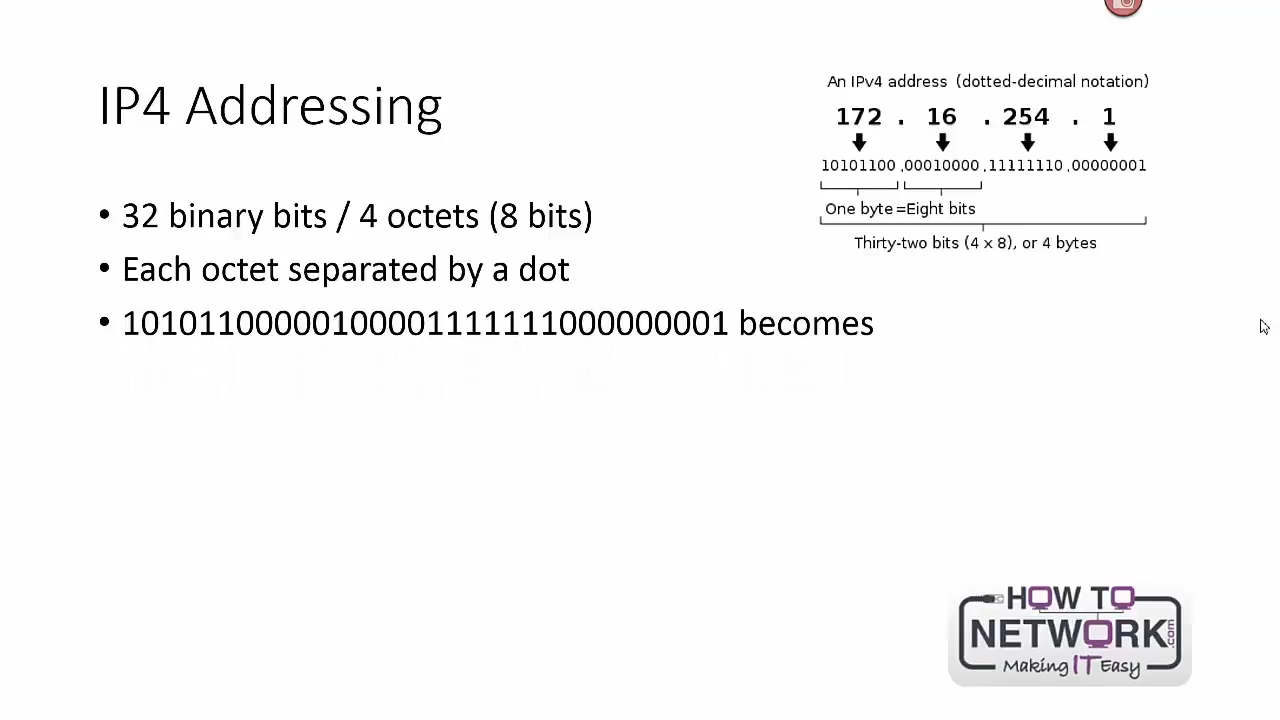 IP4 Addressing
• 32 binary bits / 4 octets (8 bits)
• Each octet separated by a dot
• 10101100000100001111111000000001 becomes
An IPv4 address (dotted-decimal notation)
172 . 16 . 254 . 1
10101100 .00010000 .11111110 .00000001
One byte =Eight bits
Thirty-two bits (4 x 8), or 4 bytes
HOW TO
NETWORK.com
Making IT Easy